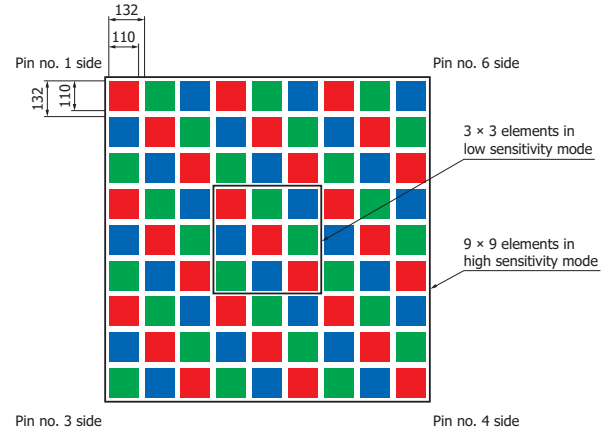 132
110
Pin no. 1 side
Pin no. 6 side
132
110
3 × 3 elements in
low sensitivity mode
9 × 9 elements in
high sensitivity mode
Pin no. 3 side
Pin no. 4 side